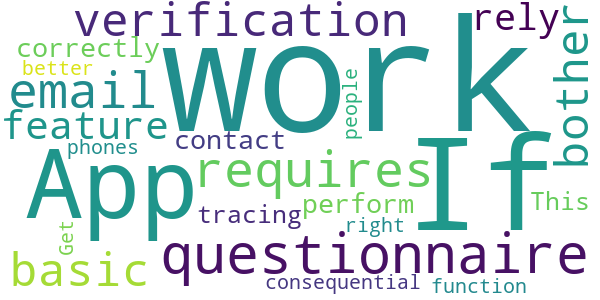 verification
rely
correctly
work
bother
better
email
people
feature
If
contact
phones
App
requires
perform
This
tracing
right
Get
questionnaire
basic
consequential
function